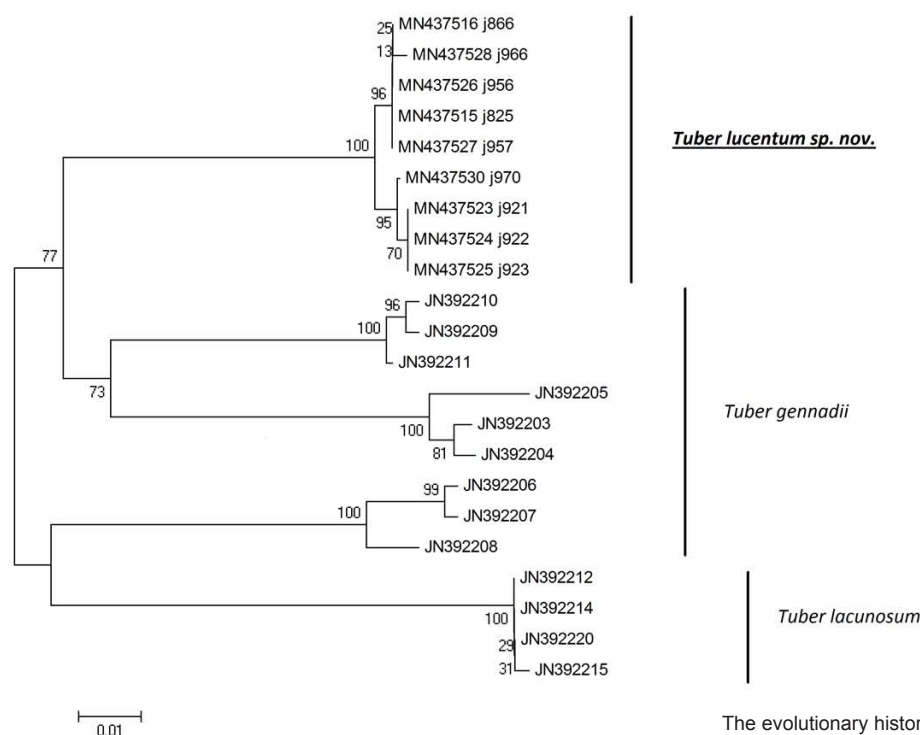 25
MN437516 j866
13
MN437528 j966
96
MN437526 j956
MN437515 j825
100
MN437527 j957
MN437530 j970
95
MN437523 j921
MN437524 j922
70
MN437525 j923
Tuber lucentum sp. nov.
77
96
JN392210
100
JN392209
JN392211
73
JN392205
100
JN392203
81
JN392204
Tuber gennadii
99
JN392206
100
JN392207
JN392208
JN392212
100
JN392214
29
JN392220
31
JN392215
Tuber lacunosum
0.01
The evolutionary histor